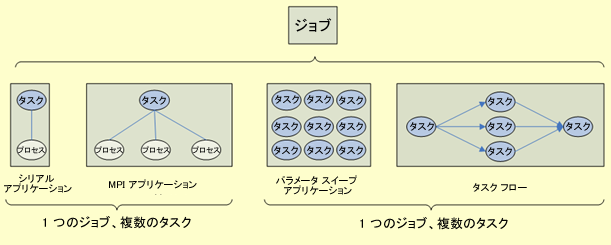 ジョブ
タスク
プロセス
タスク
プロセス プロセス プロセス
タスク タスク タスク
タスク タスク タスク
タスク タスク タスク
タスク
タスク
タスク
タスク
タスク
シリアル
アプリケーション
MPI アプリケーション
パラメータ スイープ
アプリケーション
タスク フロー
1 つのジョブ、複数のタスク
1 つのジョブ、複数のタスク